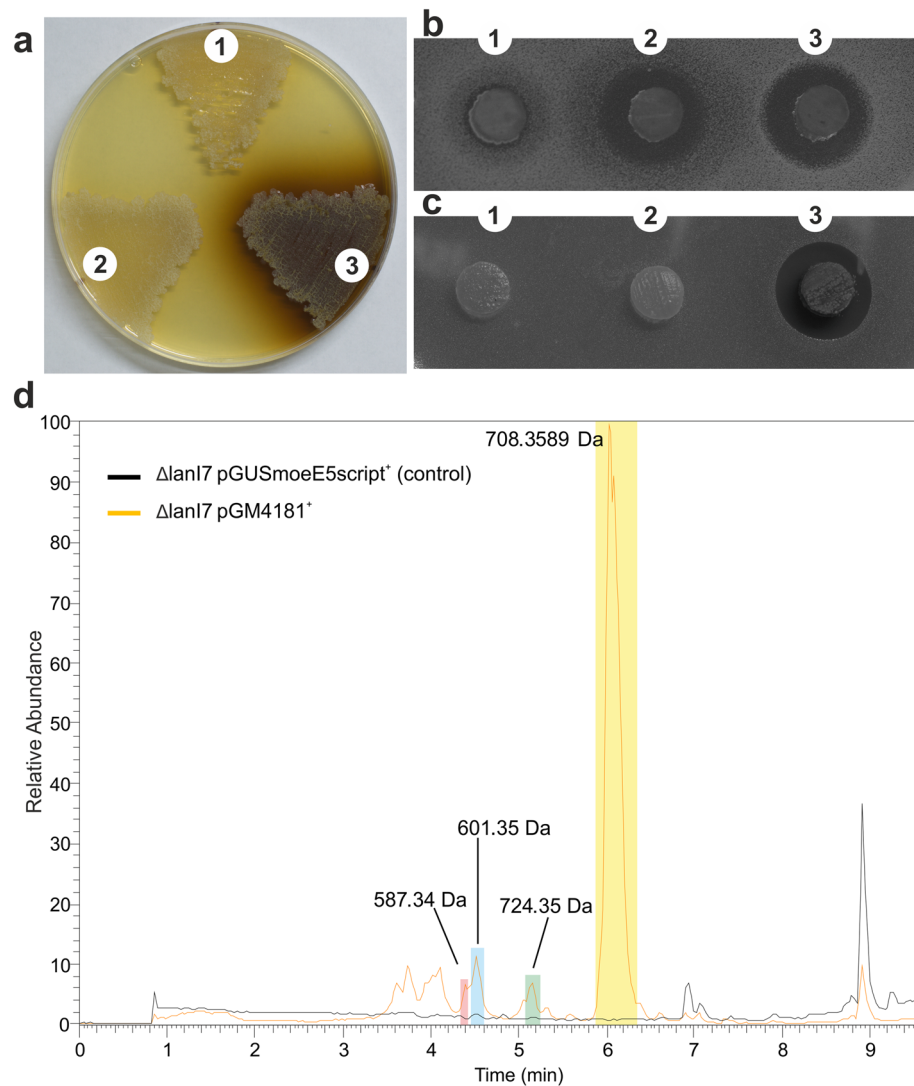 a
1
2
3
b
1
2
3
c
1
2
3
d
100
90
80
70
60
50
40
30
20
10
0
Relative Abundance
ΔlanI7 pGUSmoeE5script⁺ (control)
ΔlanI7 pGM4181⁺
708.3589 Da
601.35 Da
587.34 Da
724.35 Da
0
1
2
3
4
5
6
7
8
9
Time (min)